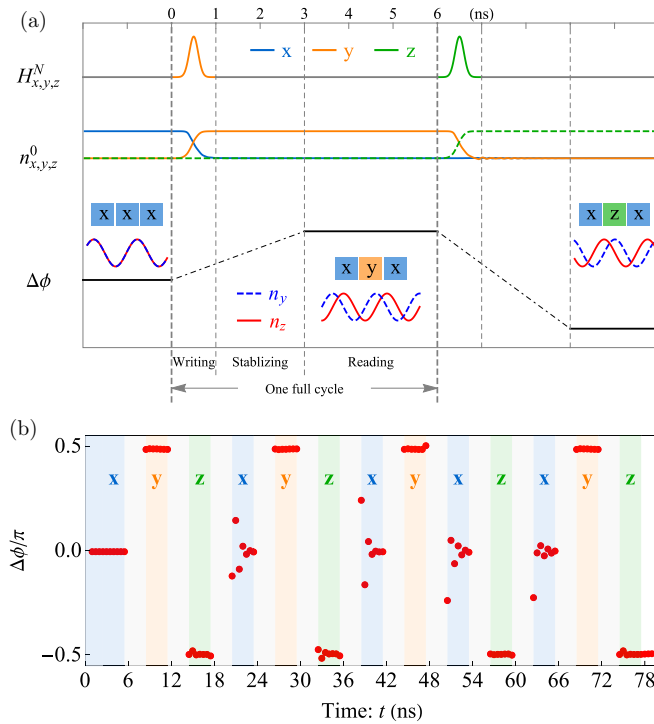 (a)
0 1 2 3 4 5 6 (ns)
x y z
H^N_{x,y,z}
n^0_{x,y,z}
x x x
x z x
x y x
Δϕ
n_y
n_z
Writing Stablizing Reading
One full cycle
(b)
0.5
x y z x y z x y x z x y z
Δϕ/π
0.0
−0.5
0 6 12 18 24 30 36 42 48 54 60 66 72 78
Time: t (ns)